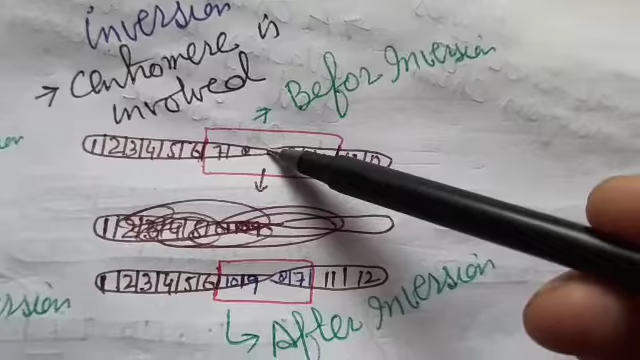 inversion
→ Centromere is
involved
→ Befor Inversion
1 2 3 4 5 6 7 8
1 2 3 4 5 6 10 9 8 7 11 12
After Inversion